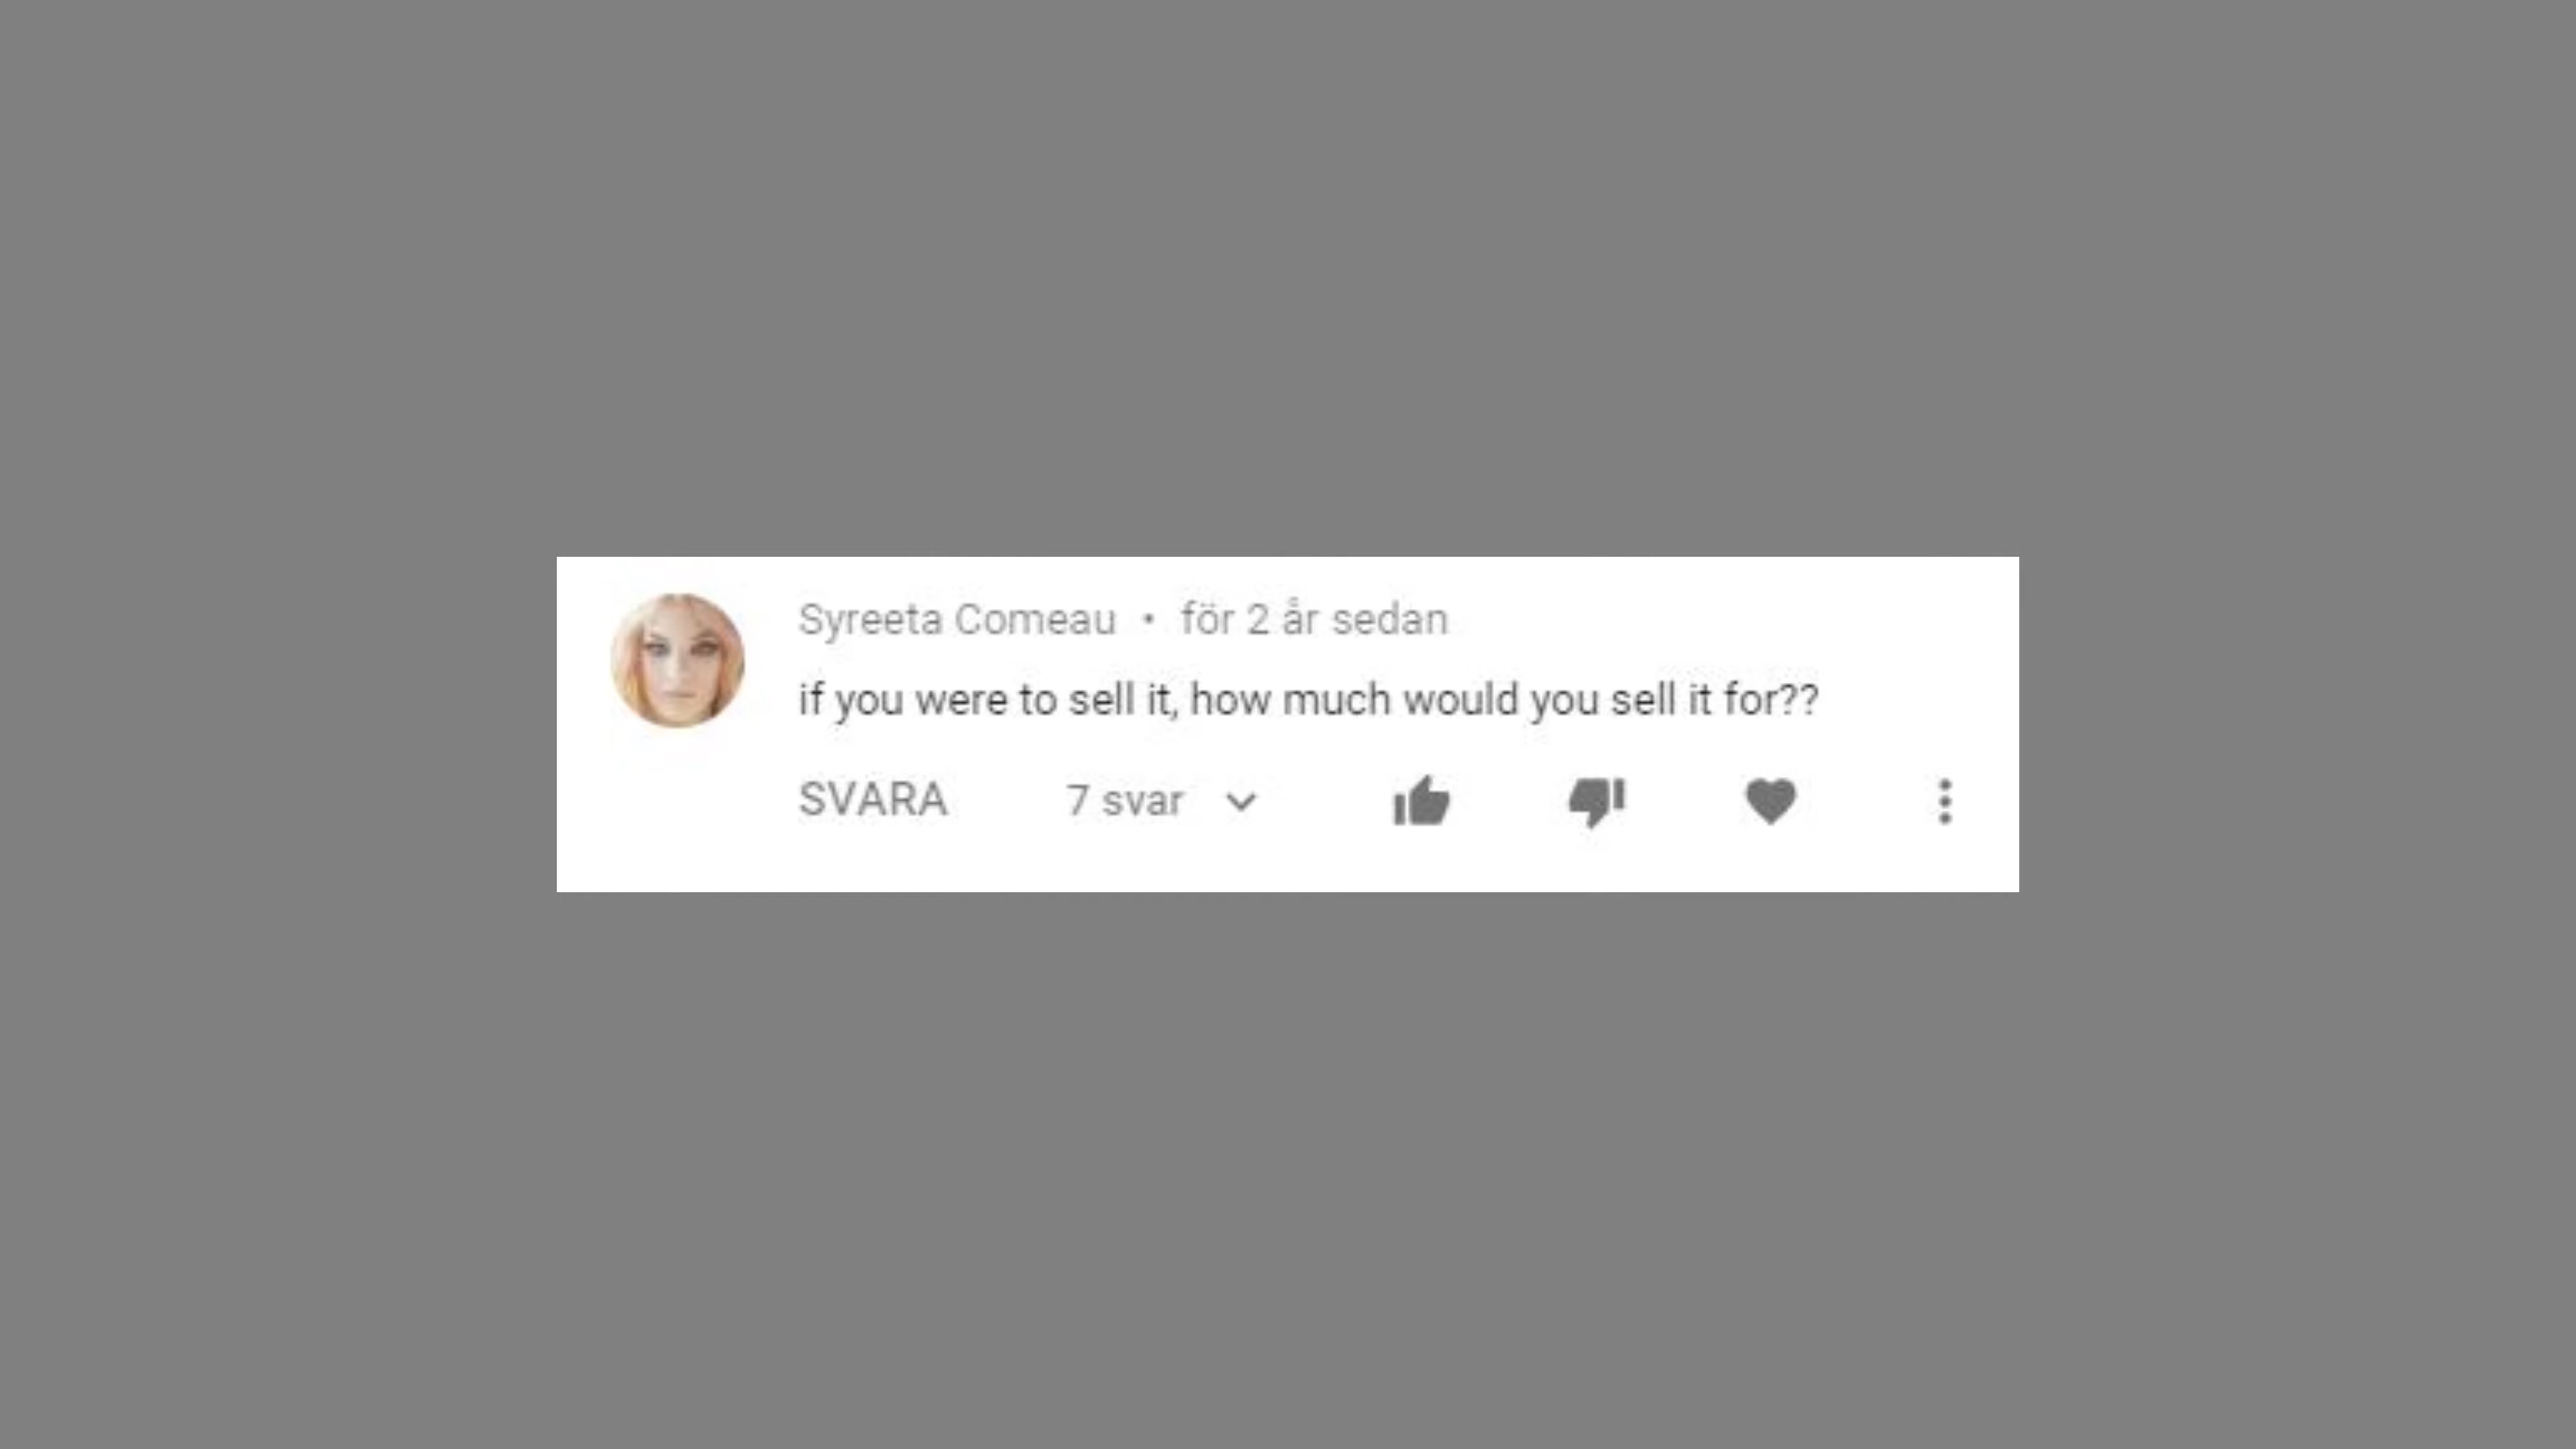 Syreeta Comeau • för 2 år sedan
if you were to sell it, how much would you sell it for??
SVARA 7 svar